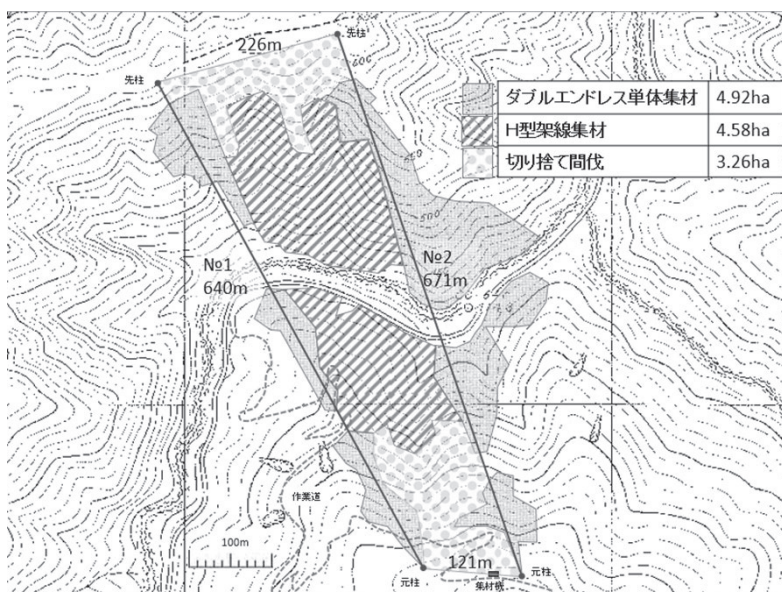 226m
先柱
先柱
600
ダブルエンドレス単体集材 4.92ha
H型架線集材 4.58ha
切り捨て間伐 3.26ha
500
№1
640m
№2
671m
作業道
100m
121m
元柱
集材機
元柱